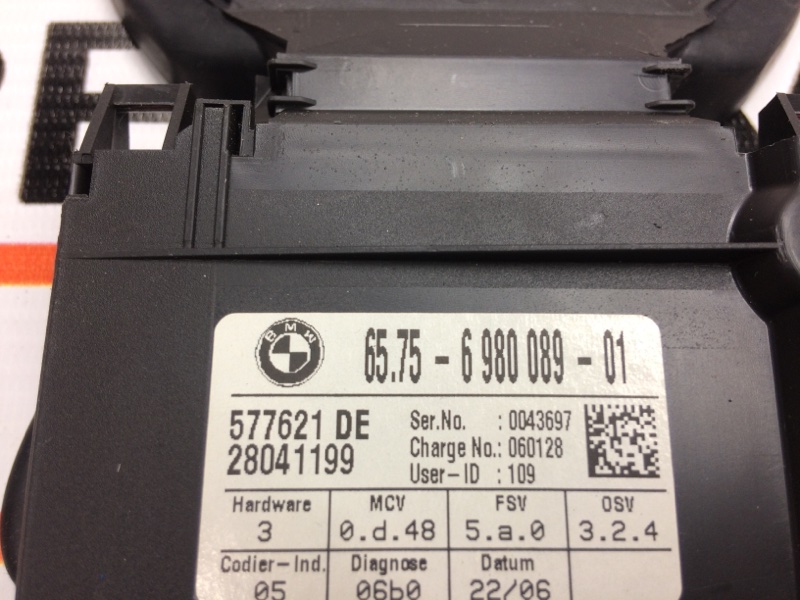 BMW
65.75 - 6 980 089 - 01
577621 DE
28041199
Ser.No. : 0043697
Charge No.: 060128
User-ID : 109
Hardware MCV FSV OSV
3 0.d.48 5.a.0 3.2.4
Codier-Ind. Diagnose Datum
05 06b0 22/06